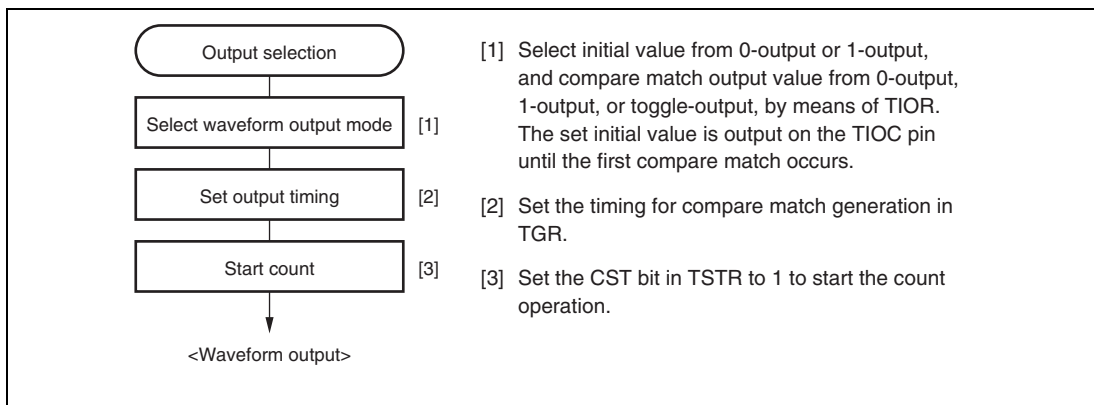 Output selection
Select waveform output mode [1]
Set output timing [2]
Start count [3]
<Waveform output>
[1] Select initial value from 0-output or 1-output,
and compare match output value from 0-output,
1-output, or toggle-output, by means of TIOR.
The set initial value is output on the TIOC pin
until the first compare match occurs.
[2] Set the timing for compare match generation in
TGR.
[3] Set the CST bit in TSTR to 1 to start the count
operation.